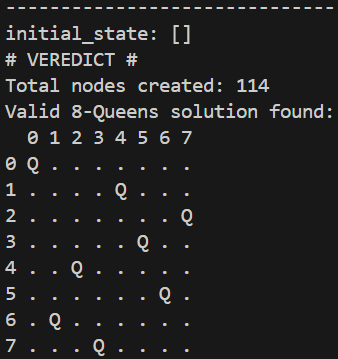 --------------------------------
initial_state: []
# VEREDICT #
Total nodes created: 114
Valid 8-Queens solution found:
  0 1 2 3 4 5 6 7
0 Q . . . . . . .
1 . . . . Q . . .
2 . . . . . . . Q
3 . . . . . Q . .
4 . . Q . . . . .
5 . . . . . . Q .
6 . Q . . . . . .
7 . . . Q . . . .